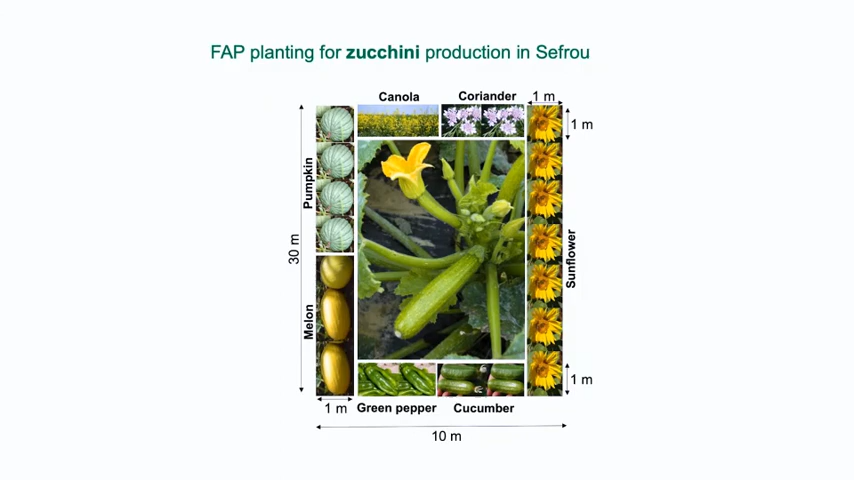 FAP planting for zucchini production in Sefrou
Canola
Coriander
1 m
1 m
Pumpkin
30 m
Melon
Sunflower
1 m
1 m
Green pepper
Cucumber
10 m